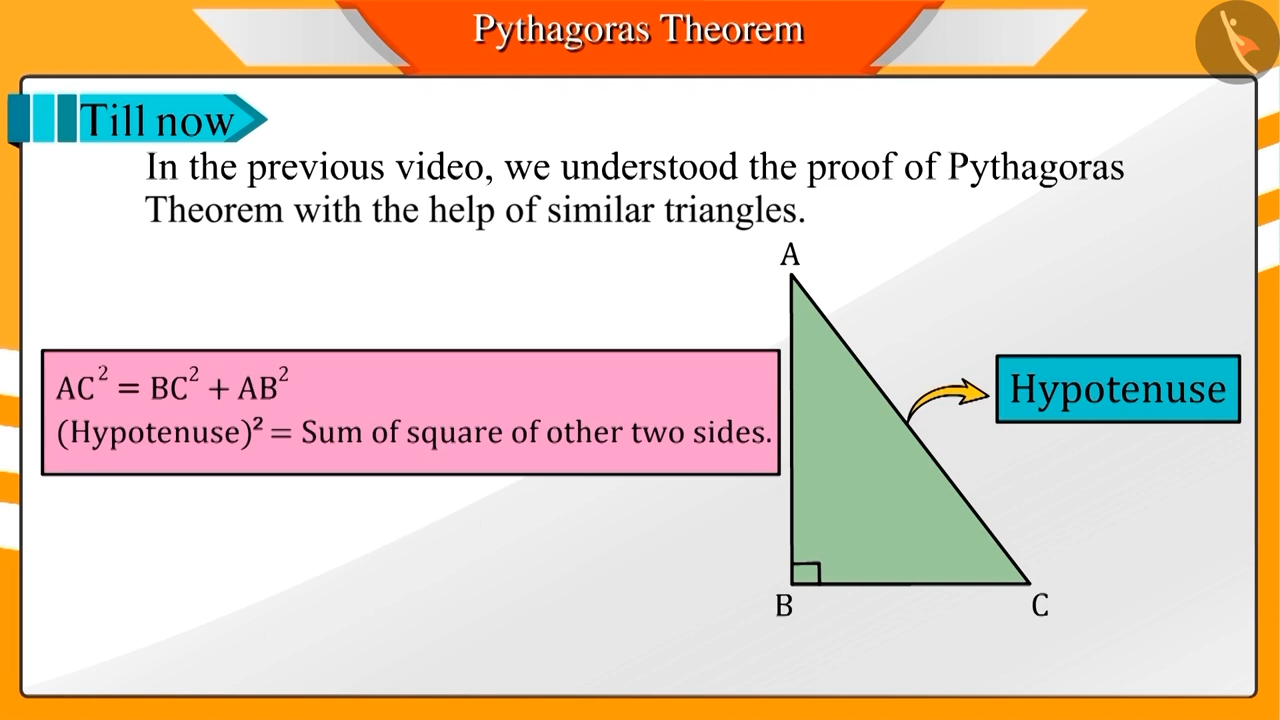 Pythagoras Theorem
Till now
In the previous video, we understood the proof of Pythagoras
Theorem with the help of similar triangles.
A
AC² = BC² + AB²
(Hypotenuse)² = Sum of square of other two sides.
Hypotenuse
B
C